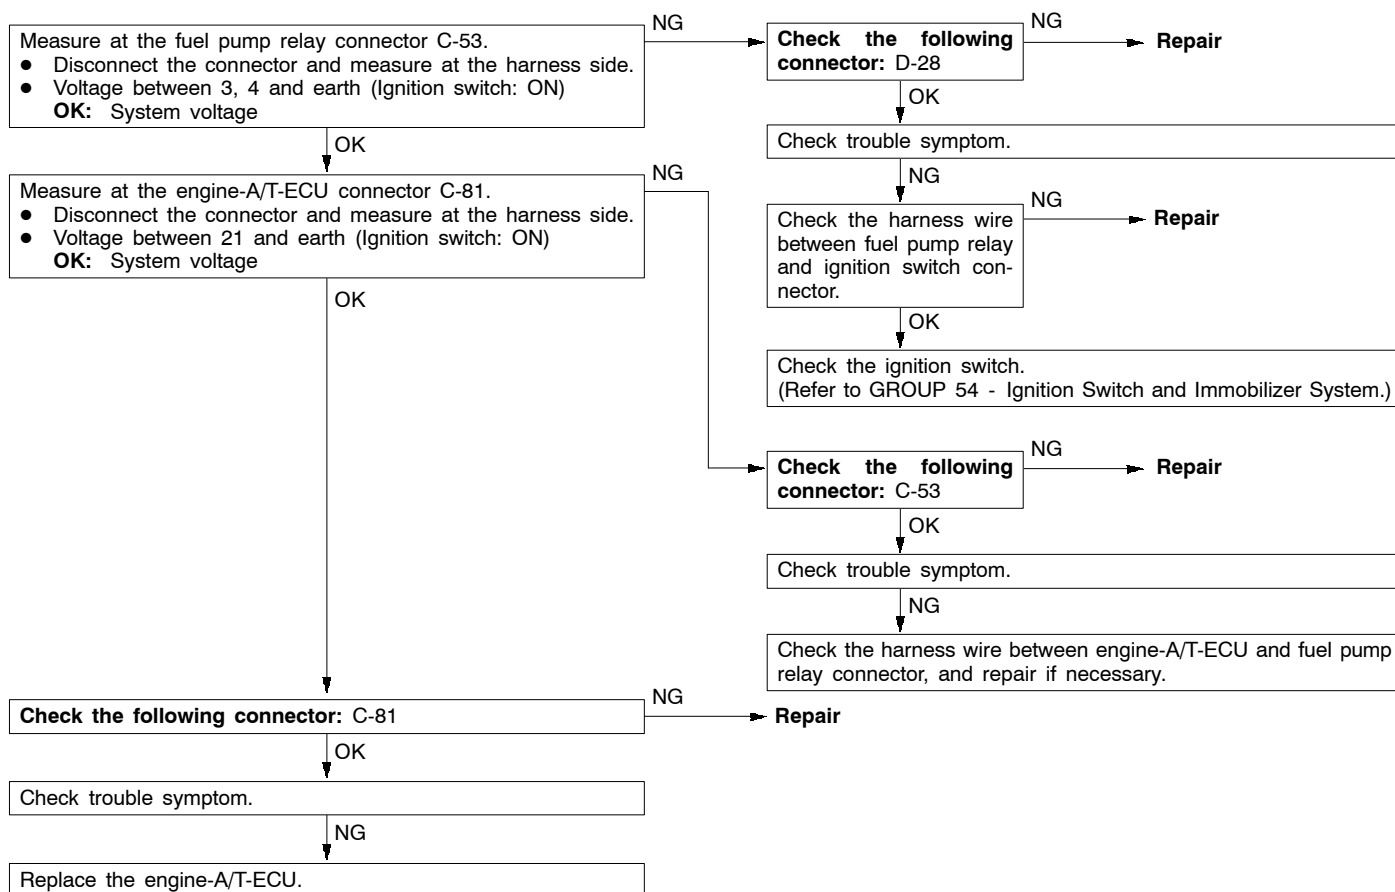 Measure at the fuel pump relay connector C-53.
● Disconnect the connector and measure at the harness side.
● Voltage between 3, 4 and earth (Ignition switch: ON)
OK: System voltage
NG
Check the following
connector: D-28
NG
Repair
OK
Check trouble symptom.
NG
Check the harness wire
between fuel pump relay
and ignition switch con-
nector.
NG
Repair
OK
Check the ignition switch.
(Refer to GROUP 54 - Ignition Switch and Immobilizer System.)
OK
Measure at the engine-A/T-ECU connector C-81.
● Disconnect the connector and measure at the harness side.
● Voltage between 21 and earth (Ignition switch: ON)
OK: System voltage
NG
Check the following
connector: C-53
NG
Repair
OK
Check trouble symptom.
NG
Check the harness wire between engine-A/T-ECU and fuel pump
relay connector, and repair if necessary.
OK
Check the following connector: C-81
NG
Repair
OK
Check trouble symptom.
NG
Replace the engine-A/T-ECU.